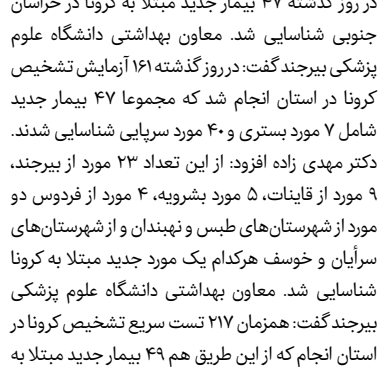 در روز گذشته ۴۷ بیمار جدید مبتلا به کرونا در خراسان
جنوبی شناسایی شد. معاون بهداشتی دانشگاه علوم
پزشکی بیرجند گفت: در روز گذشته ۱۶۱ آزمایش تشخیص
کرونا در استان انجام شد که مجموعا ۴۷ بیمار جدید
شامل ۷ مورد بستری و ۴۰ مورد سرپایی شناسایی شدند.
دکتر مهدی زاده افزود: از این تعداد ۲۳ مورد از بیرجند،
۹ مورد از قاینات، ۵ مورد بشرویه، ۴ مورد از فردوس دو
مورد از شهرستان‌های طبس و نهبندان و از شهرستان‌های
سرأیان و خوسف هرکدام یک مورد جدید مبتلا به کرونا
شناسایی شد. معاون بهداشتی دانشگاه علوم پزشکی
بیرجند گفت: همزمان ۲۱۷ تست سریع تشخیص کرونا در
استان انجام که از این طریق هم ۴۹ بیمار جدید مبتلا به